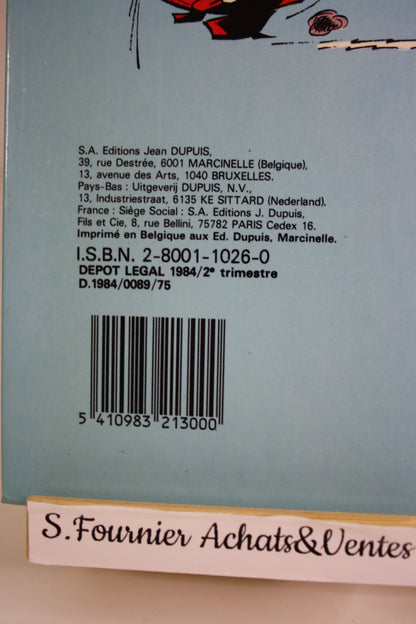 S.A. Editions Jean DUPUIS,
39, rue Destrée, 6001 MARCINELLE (Belgique),
13, avenue des Arts, 1040 BRUXELLES.
Pays-Bas : Uitgeverij DUPUIS, N.V.,
13, Industriestraat, 6135 KE SITTARD (Nederland).
France : Siège Social : S.A. Editions J. Dupuis,
Fils et Cie, 8, rue Bellini, 75782 PARIS Cedex 16.
Imprimé en Belgique aux Ed. Dupuis, Marcinelle.
I.S.B.N. 2-8001-1026-0
DEPOT LEGAL 1984/2e trimestre
D.1984/0089/75
5 410983 213000
S.Fournier Achats&Ventes